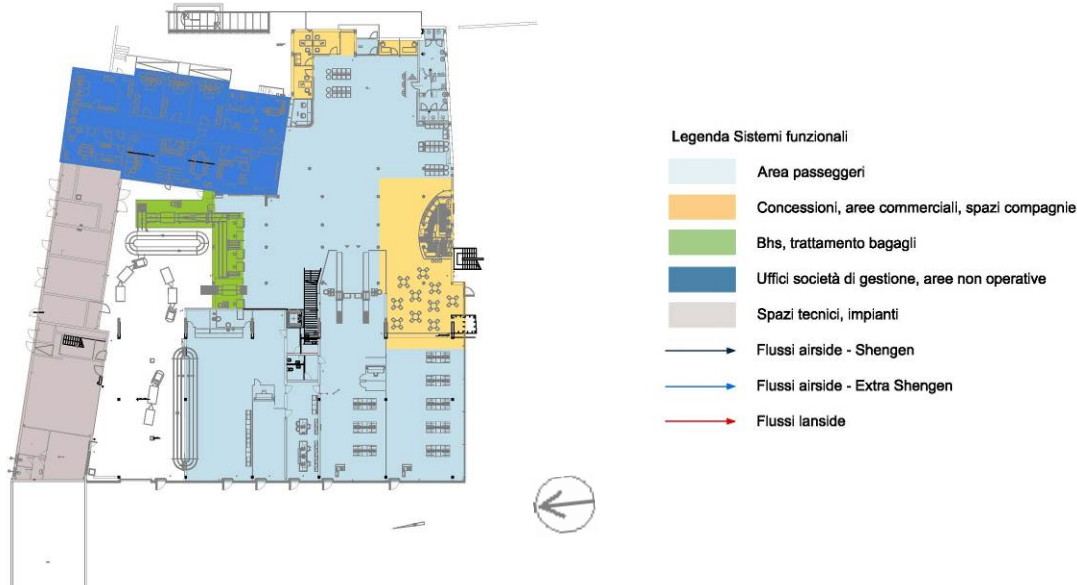 Legenda Sistemi funzionali
Area passeggeri
Concessioni, aree commerciali, spazi compagnie
Bhs, trattamento bagagli
Uffici società di gestione, aree non operative
Spazi tecnici, impianti
Flussi airside - Shengen
Flussi airside - Extra Shengen
Flussi lanside